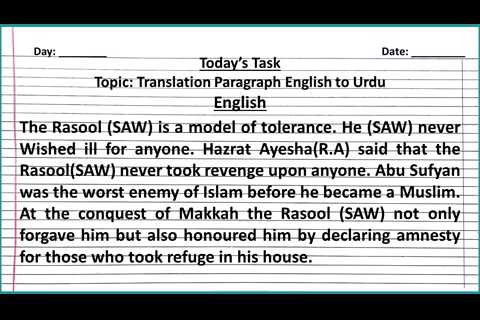 Day: ________ Date: _________
Today's Task
Topic: Translation Paragraph English to Urdu
English
The Rasool (SAW) is a model of tolerance. He (SAW) never
Wished ill for anyone. Hazrat Ayesha(R.A) said that the
Rasool(SAW) never took revenge upon anyone. Abu Sufyan
was the worst enemy of Islam before he became a Muslim.
At the conquest of Makkah the Rasool (SAW) not only
forgave him but also honoured him by declaring amnesty
for those who took refuge in his house.